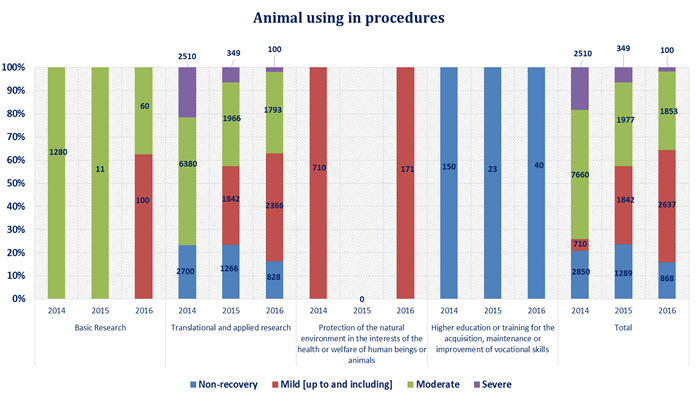 Animal using in procedures
2510 349 100 2510 349 100
100%
90%
80%
70%
60%
50%
40%
30%
20%
10%
0%
1280 11 60
100
6380 1966 1793
1842 2366
2700 1266 828
710 0 171
150 23 40
7660 1977 1853
710 1842 2637
2850 1289 868
2014 2015 2016 2014 2015 2016 2014 2015 2016 2014 2015 2016 2014 2015 2016
Basic Research
Translational and applied research
Protection of the natural
environment in the interests of the
health or welfare of human beings or
animals
Higher education or training for the
acquisition, maintenance or
improvement of vocational skills
Total
Non-recovery Mild [up to and including] Moderate Severe